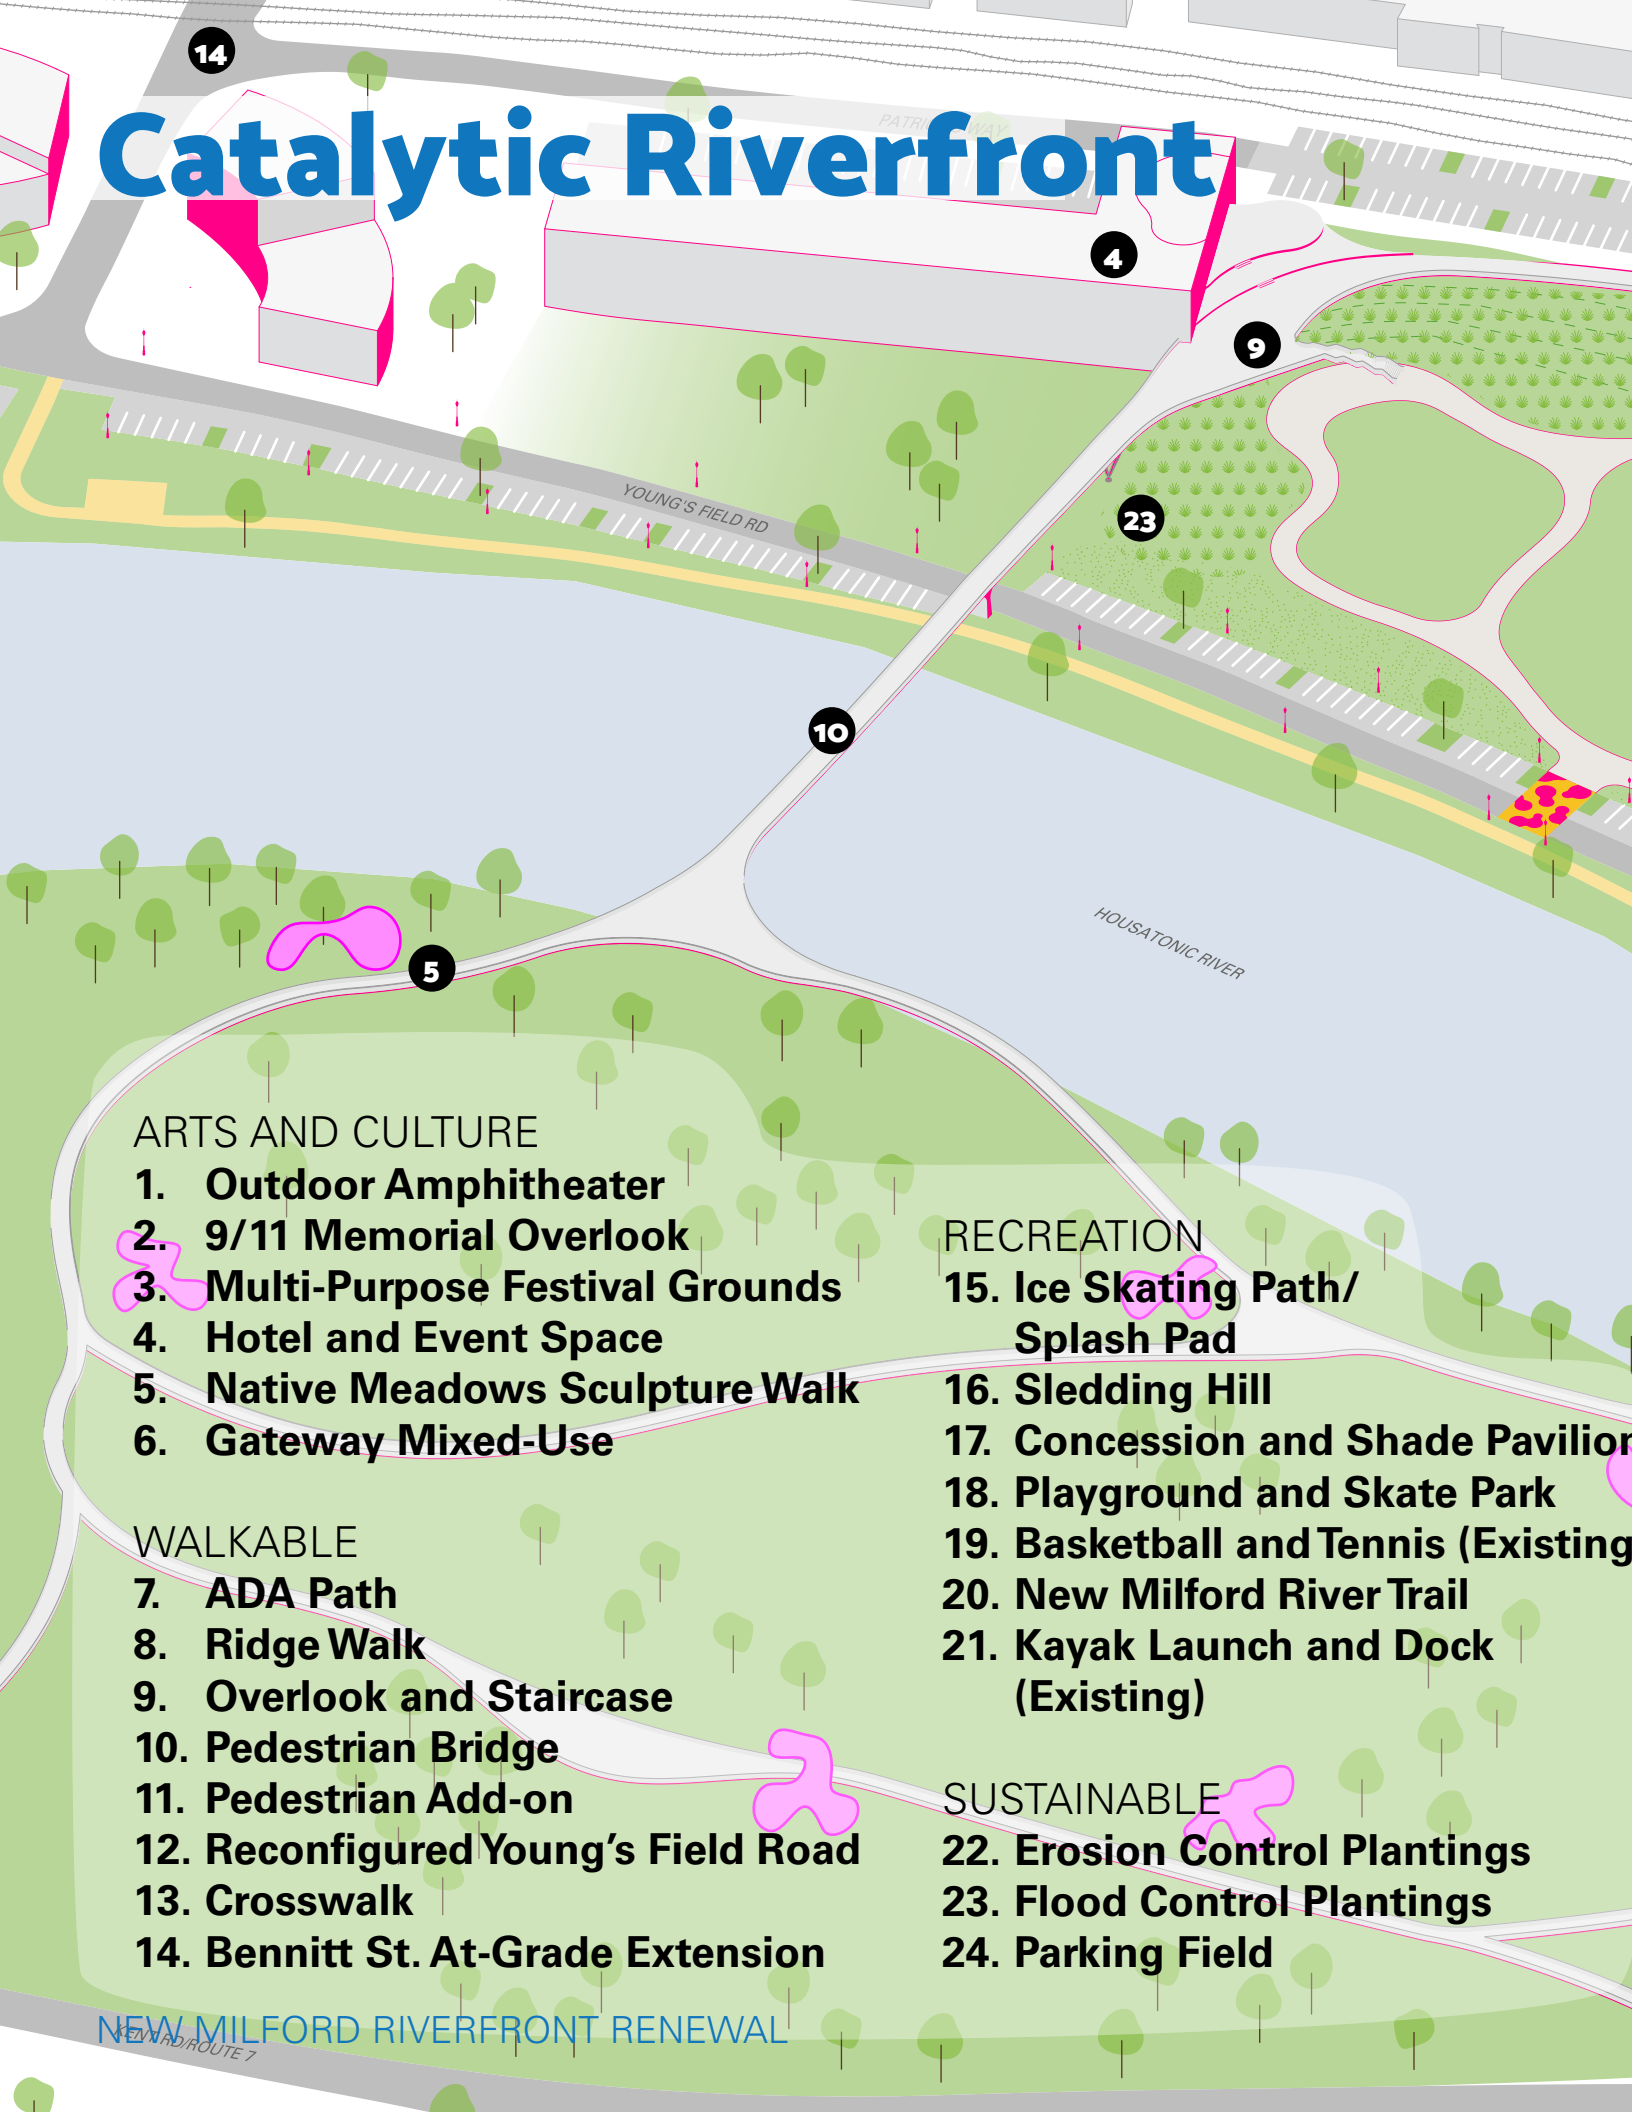 14
Catalytic Riverfront
4
9
23
YOUNG'S FIELD RD
10
HOUSATONIC RIVER
5
ARTS AND CULTURE
1. Outdoor Amphitheater
2. 9/11 Memorial Overlook
3. Multi-Purpose Festival Grounds
4. Hotel and Event Space
5. Native Meadows Sculpture Walk
6. Gateway Mixed-Use
WALKABLE
7. ADA Path
8. Ridge Walk
9. Overlook and Staircase
10. Pedestrian Bridge
11. Pedestrian Add-on
12. Reconfigured Young’s Field Road
13. Crosswalk
14. Bennitt St. At-Grade Extension
RECREATION
15. Ice Skating Path/
Splash Pad
16. Sledding Hill
17. Concession and Shade Pavilion
18. Playground and Skate Park
19. Basketball and Tennis (Existing
20. New Milford River Trail
21. Kayak Launch and Dock
(Existing)
SUSTAINABLE
22. Erosion Control Plantings
23. Flood Control Plantings
24. Parking Field
NEW MILFORD RIVERFRONT RENEWAL
KENT RD/ROUTE 7